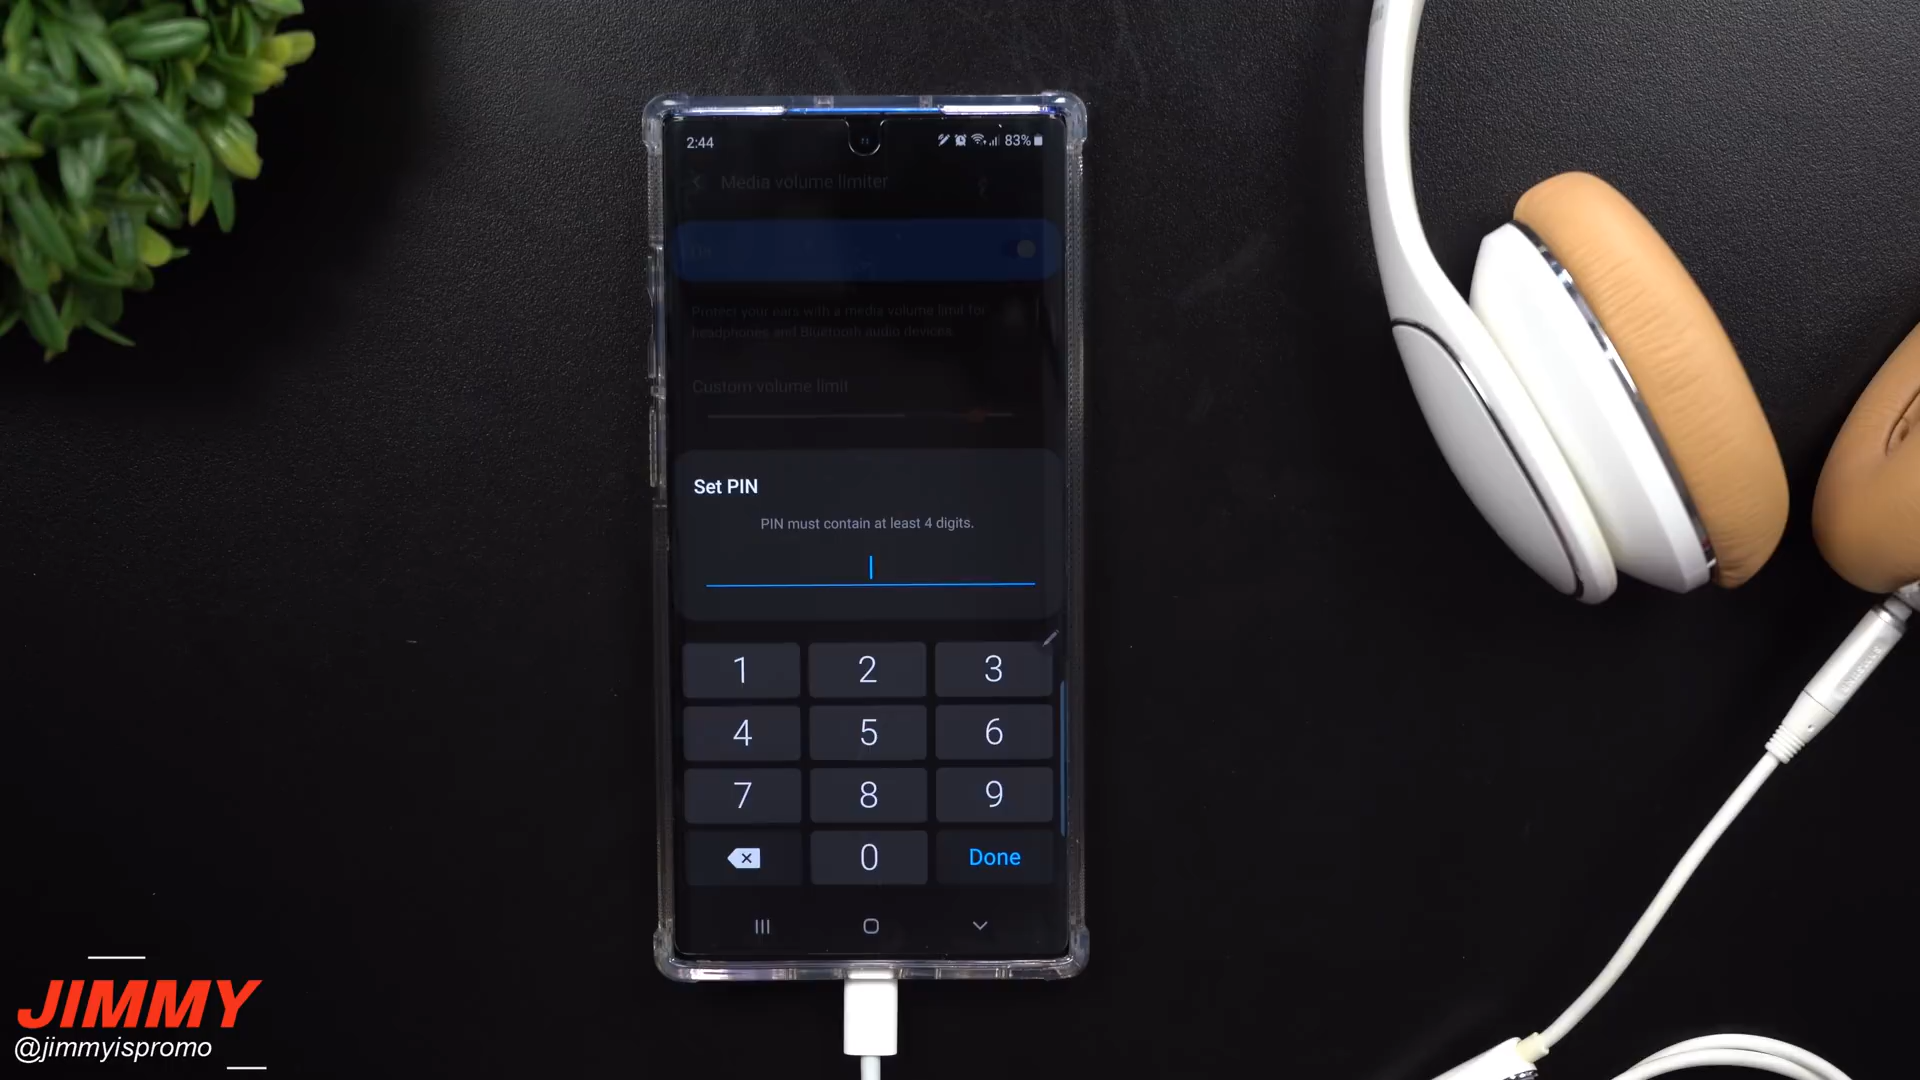 2:44
83%
Media volume limiter
On
Protect your ears with a media volume limit for
headphones and Bluetooth audio devices.
Custom volume limit
Set PIN
PIN must contain at least 4 digits.
1 2 3
4 5 6
7 8 9
0 Done
JIMMY
@jimmyispromo